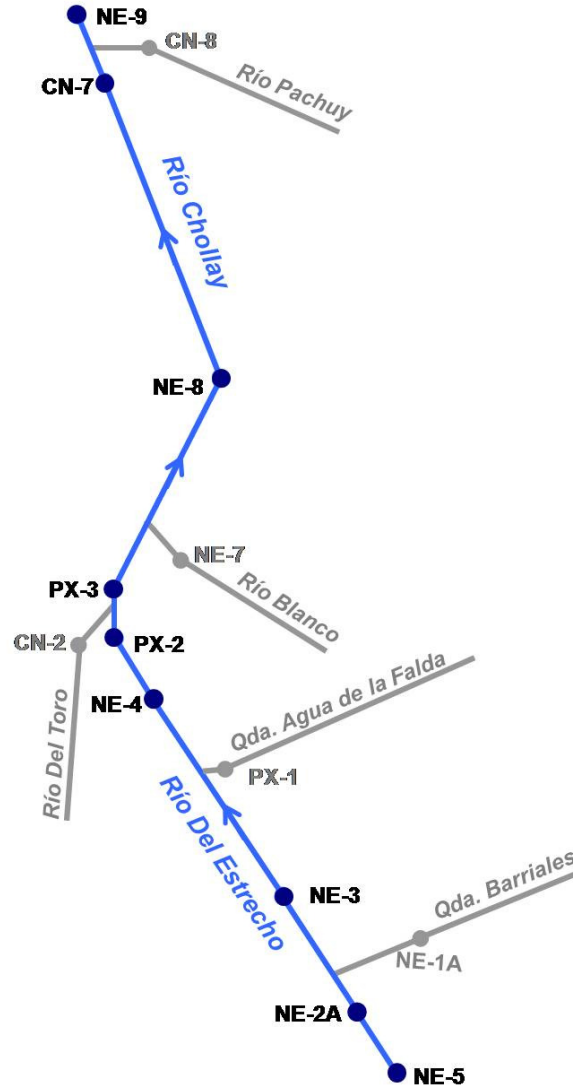 NE-9
CN-8
CN-7
Río Pachuy
Río Chollay
NE-8
NE-7
PX-3
Río Blanco
CN-2
PX-2
NE-4
Río Del Toro
Qda. Agua de la Falda
PX-1
Río Del Estrecho
NE-3
Qda. Barriales
NE-1A
NE-2A
NE-5